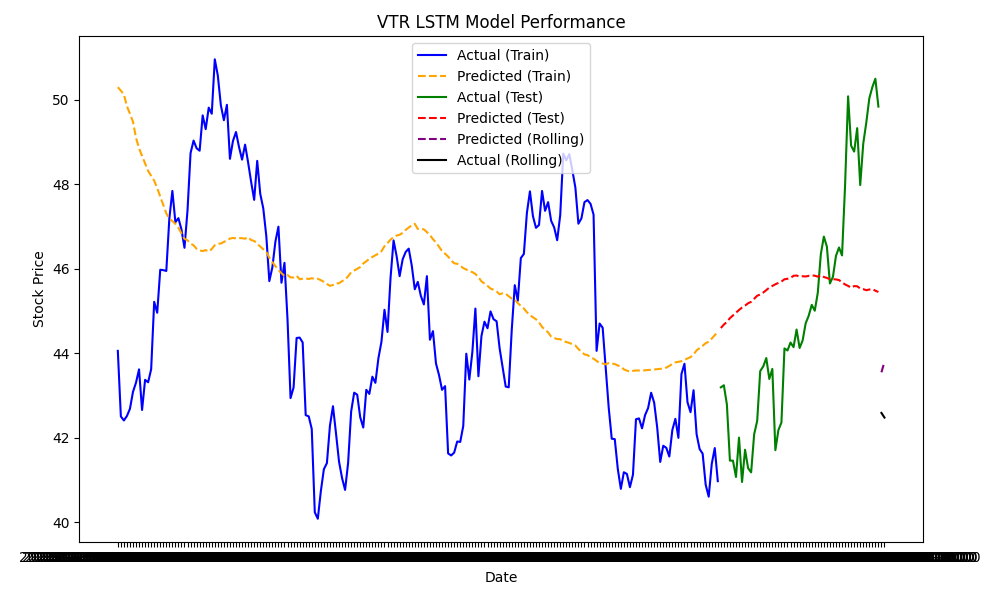 VTR LSTM Model Performance
Actual (Train)
Predicted (Train)
Actual (Test)
Predicted (Test)
Predicted (Rolling)
Actual (Rolling)
Stock Price
50
48
46
44
42
40
Date